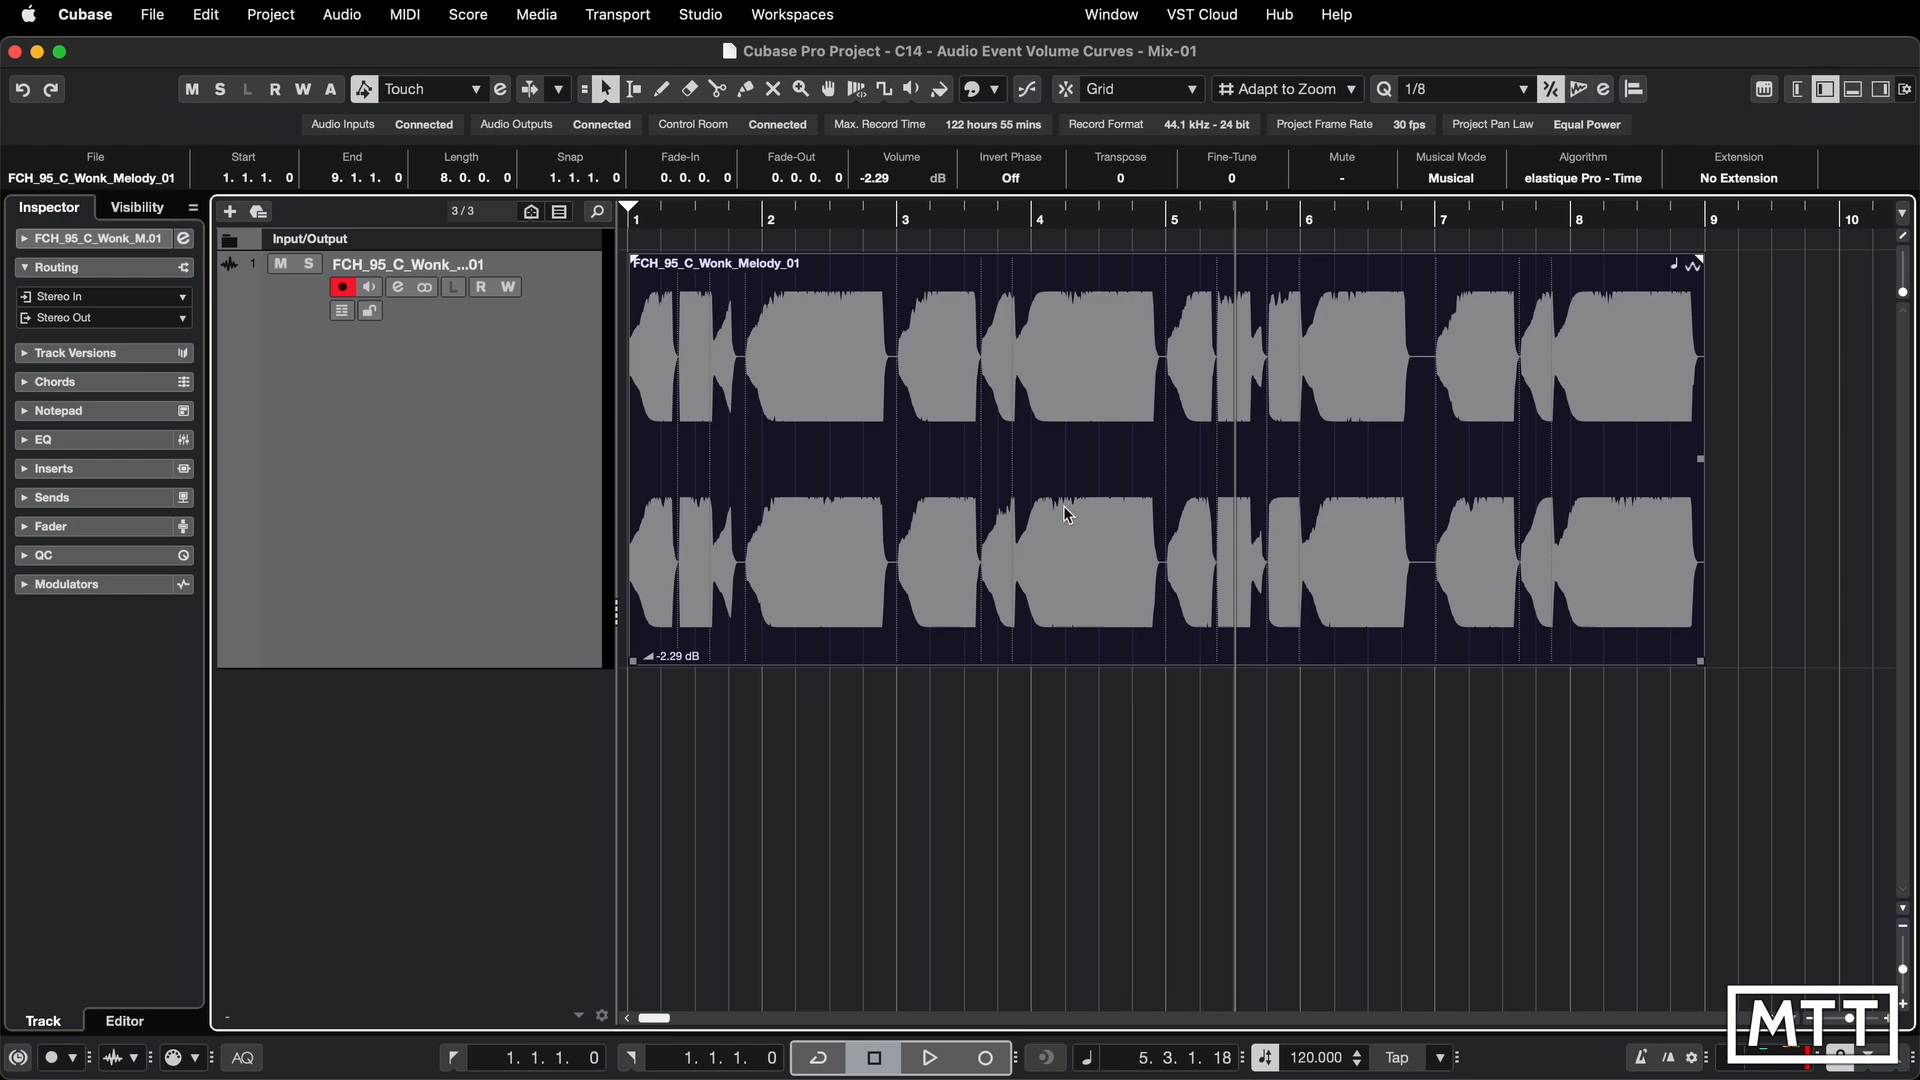 Cubase File Edit Project Audio MIDI Score Media Transport Studio Workspaces Window VST Cloud Hub Help
Cubase Pro Project - C14 - Audio Event Volume Curves - Mix-01
M S L R W A Touch Grid Adapt to Zoom Q 1/8
Audio Inputs Connected Audio Outputs Connected Control Room Connected Max. Record Time 122 hours 55 mins Record Format 44.1 kHz - 24 bit Project Frame Rate 30 fps Project Pan Law Equal Power
File Start End Length Snap Fade-In Fade-Out Volume Invert Phase Transpose Fine-Tune Mute Musical Mode Algorithm Extension
FCH_95_C_Wonk_Melody_01 1. 1. 1. 0 9. 1. 1. 0 8. 0. 0. 0 1. 1. 1. 0 0. 0. 0. 0 0. 0. 0. 0 -2.29 dB Off 0 0 - Musical elastique Pro - Time No Extension
Inspector Visibility
3/3
1 2 3 4 5 6 7 8 9 10
FCH_95_C_Wonk_M.01
Input/Output
Routing
1 M S FCH_95_C_Wonk_...01
FCH_95_C_Wonk_Melody_01
L R W
Stereo In
Stereo Out
Track Versions
Chords
Notepad
EQ
Inserts
Sends
Fader
QC
Modulators
-2.29 dB
Track Editor
MTT
AQ 1. 1. 1. 0 1. 1. 1. 0 5. 3. 1. 18 120.000 Tap